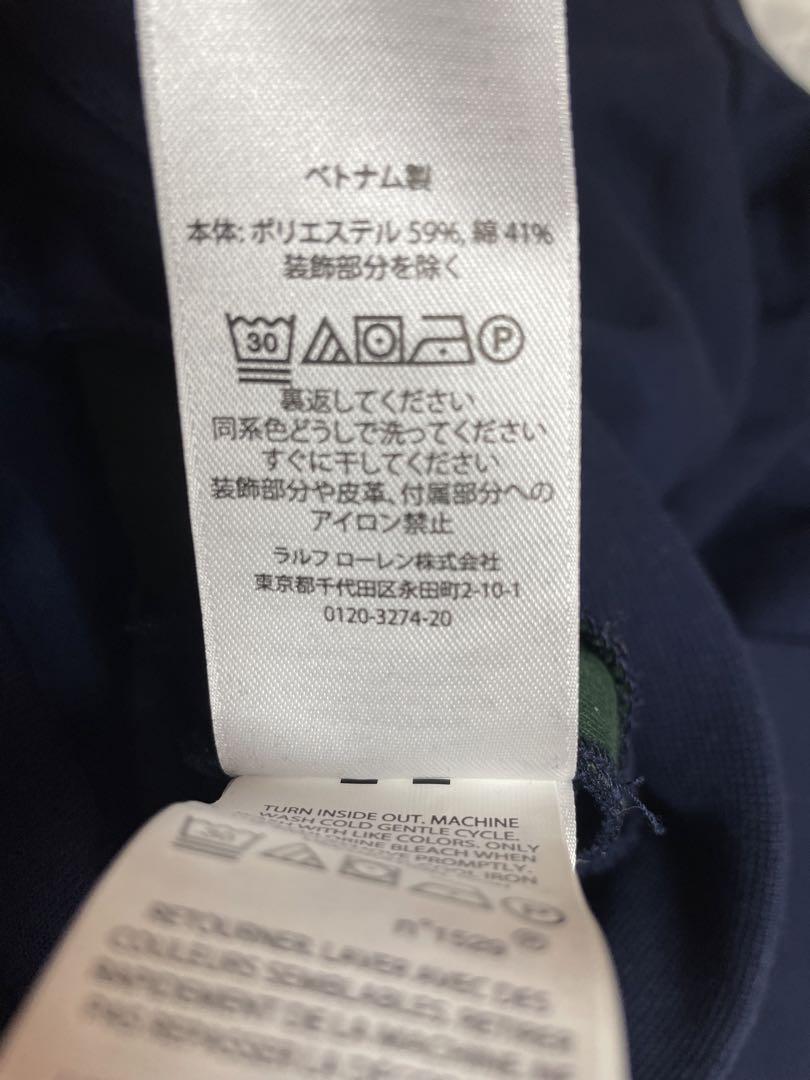 ベトナム製
本体: ポリエステル 59%, 綿 41%
装飾部分を除く
30
P
裏返してください
同系色どうしで洗ってください
すぐに干してください
装飾部分や皮革、付属部分への
アイロン禁止
ラルフ ローレン株式会社
東京都千代田区永田町2-10-1
0120-3274-20
TURN INSIDE OUT. MACHINE
WASH COLD GENTLE CYCLE.
WITH LIKE COLORS. ONLY
BLEACH WHEN
PROMPTLY.
COOL IRON
30
n°1529
RETOURNER. LAVER AVEC DES
COULEURS SEMBLABLES. RETIRER
RAPIDEMENT DE LA MACHINE.
PAS REPASSER LA